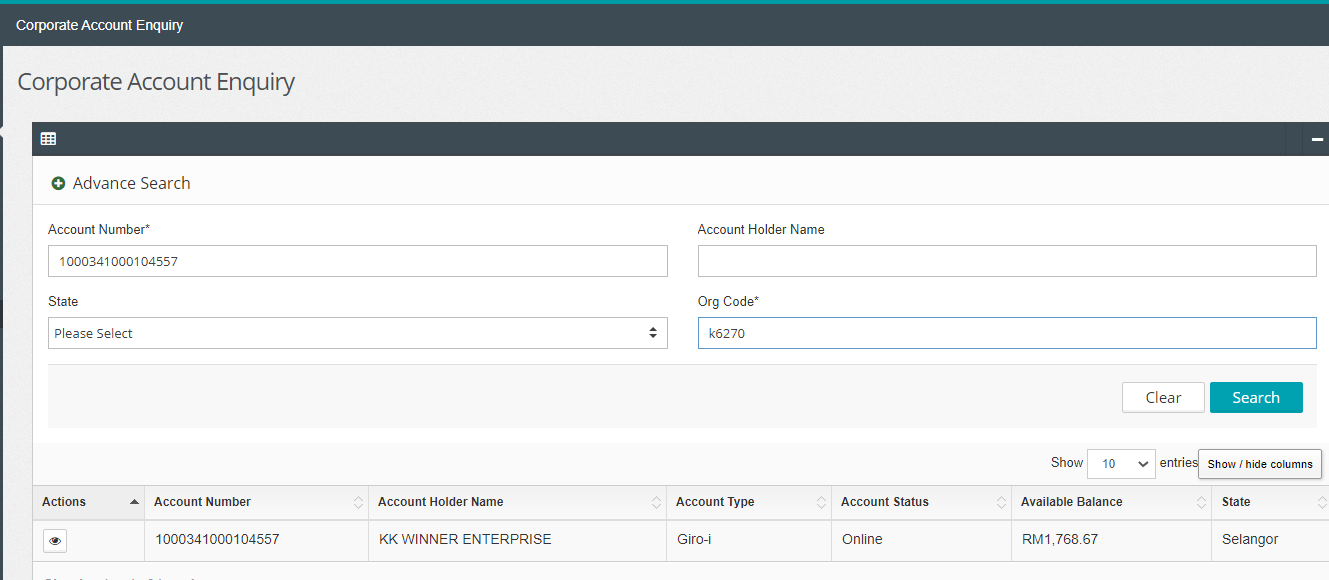 Corporate Account Enquiry
Corporate Account Enquiry
Advance Search
Account Number* Account Holder Name
1000341000104557
State Org Code*
Please Select k6270
Clear Search
Show 10 entries Show / hide columns
Actions Account Number Account Holder Name Account Type Account Status Available Balance State
1000341000104557 KK WINNER ENTERPRISE Giro-i Online RM1,768.67 Selangor